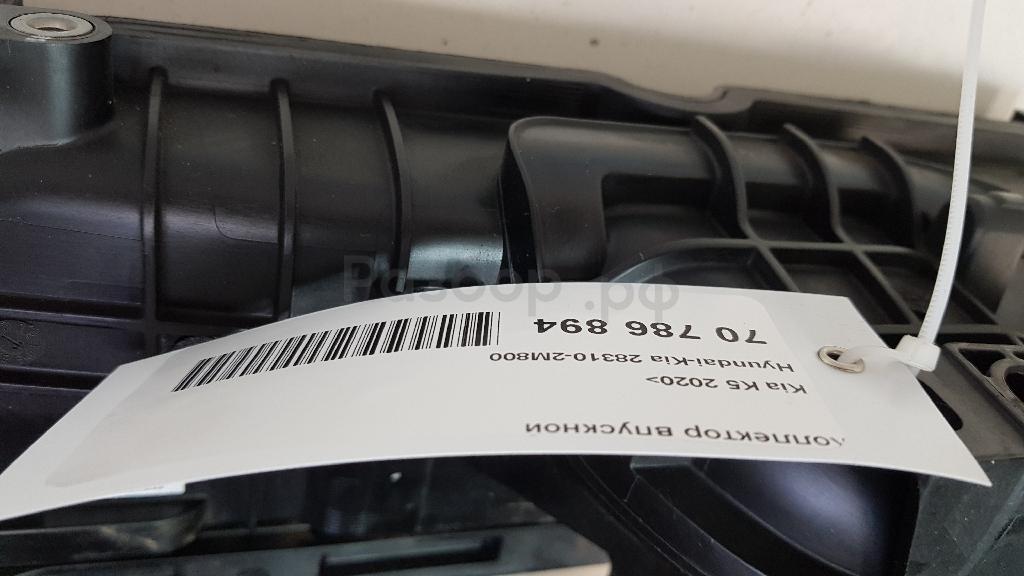 Коллектор впускной
Kia K5 2020>
Hyundai-Kia 28310-2M800
70 786 894
Разбор.рф